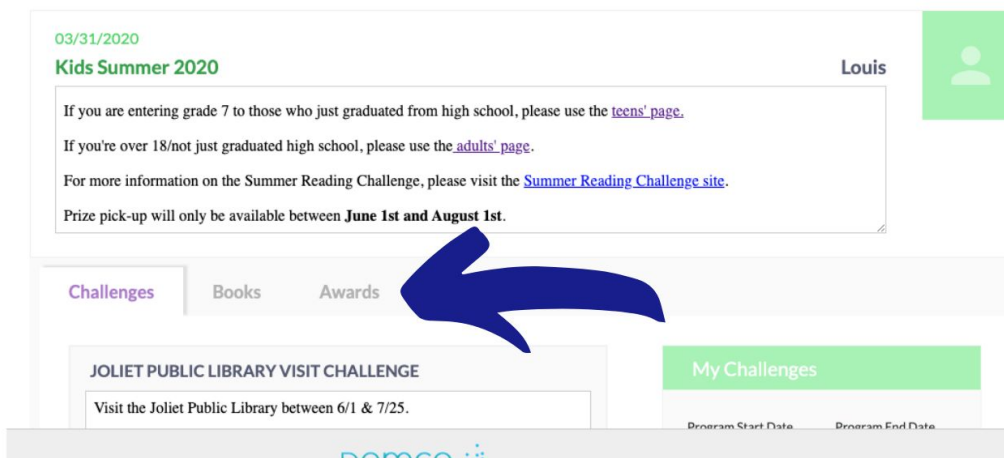 03/31/2020
Kids Summer 2020
Louis
If you are entering grade 7 to those who just graduated from high school, please use the teens' page.
If you're over 18/not just graduated high school, please use the adults' page.
For more information on the Summer Reading Challenge, please visit the Summer Reading Challenge site.
Prize pick-up will only be available between June 1st and August 1st.
Challenges Books Awards
JOLIET PUBLIC LIBRARY VISIT CHALLENGE
My Challenges
Visit the Joliet Public Library between 6/1 & 7/25.
Program Start Date Program End Date